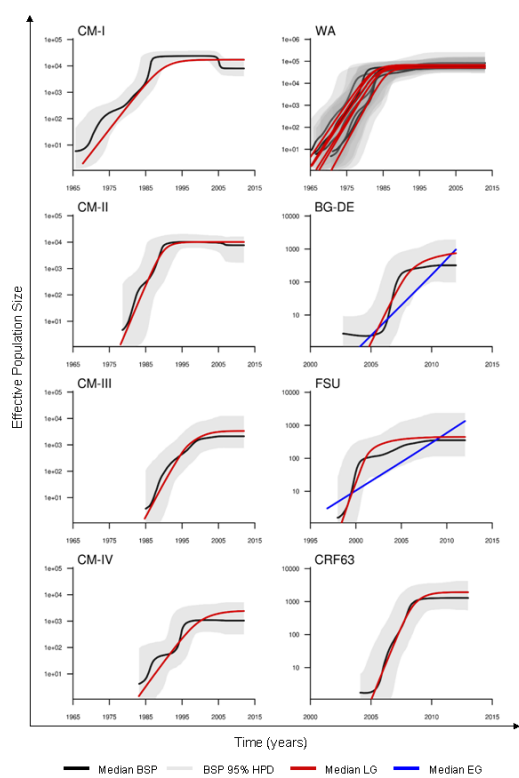 CM-I
1e+05
1e+04
1e+03
1e+02
1e+01
1965 1975 1985 1995 2005 2015
WA
1e+06
1e+05
1e+04
1e+03
1e+02
1e+01
1965 1975 1985 1995 2005 2015
CM-II
1e+05
1e+04
1e+03
1e+02
1e+01
1965 1975 1985 1995 2005 2015
BG-DE
1000
100
10
2000 2005 2010 2015
CM-III
1e+05
1e+04
1e+03
1e+02
1e+01
1965 1975 1985 1995 2005 2015
FSU
1000
100
10
1995 2000 2005 2010 2015
CM-IV
1e+05
1e+04
1e+03
1e+02
1e+01
1965 1975 1985 1995 2005 2015
CRF63
1000
100
10
2000 2005 2010 2015
Effective Population Size
Time (years)
Median BSP BSP 95% HPD Median LG Median EG